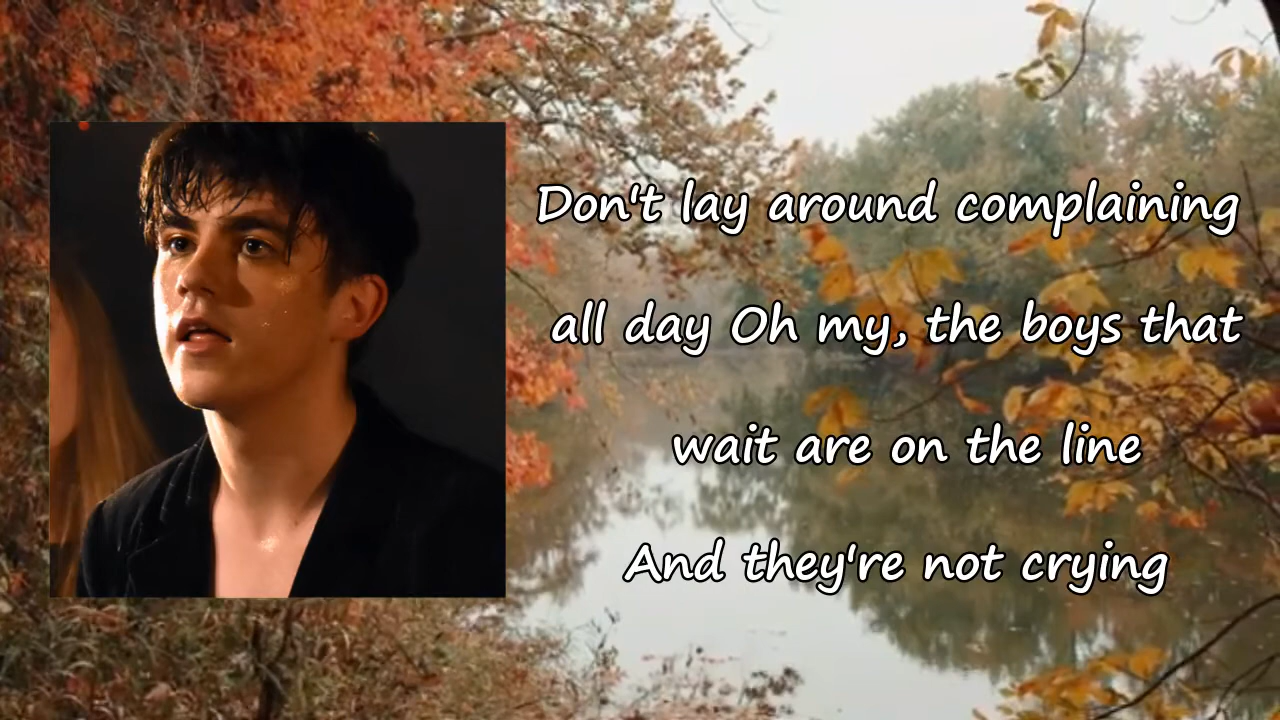 Don't lay around complaining
all day Oh my, the boys that
wait are on the line
And they're not crying